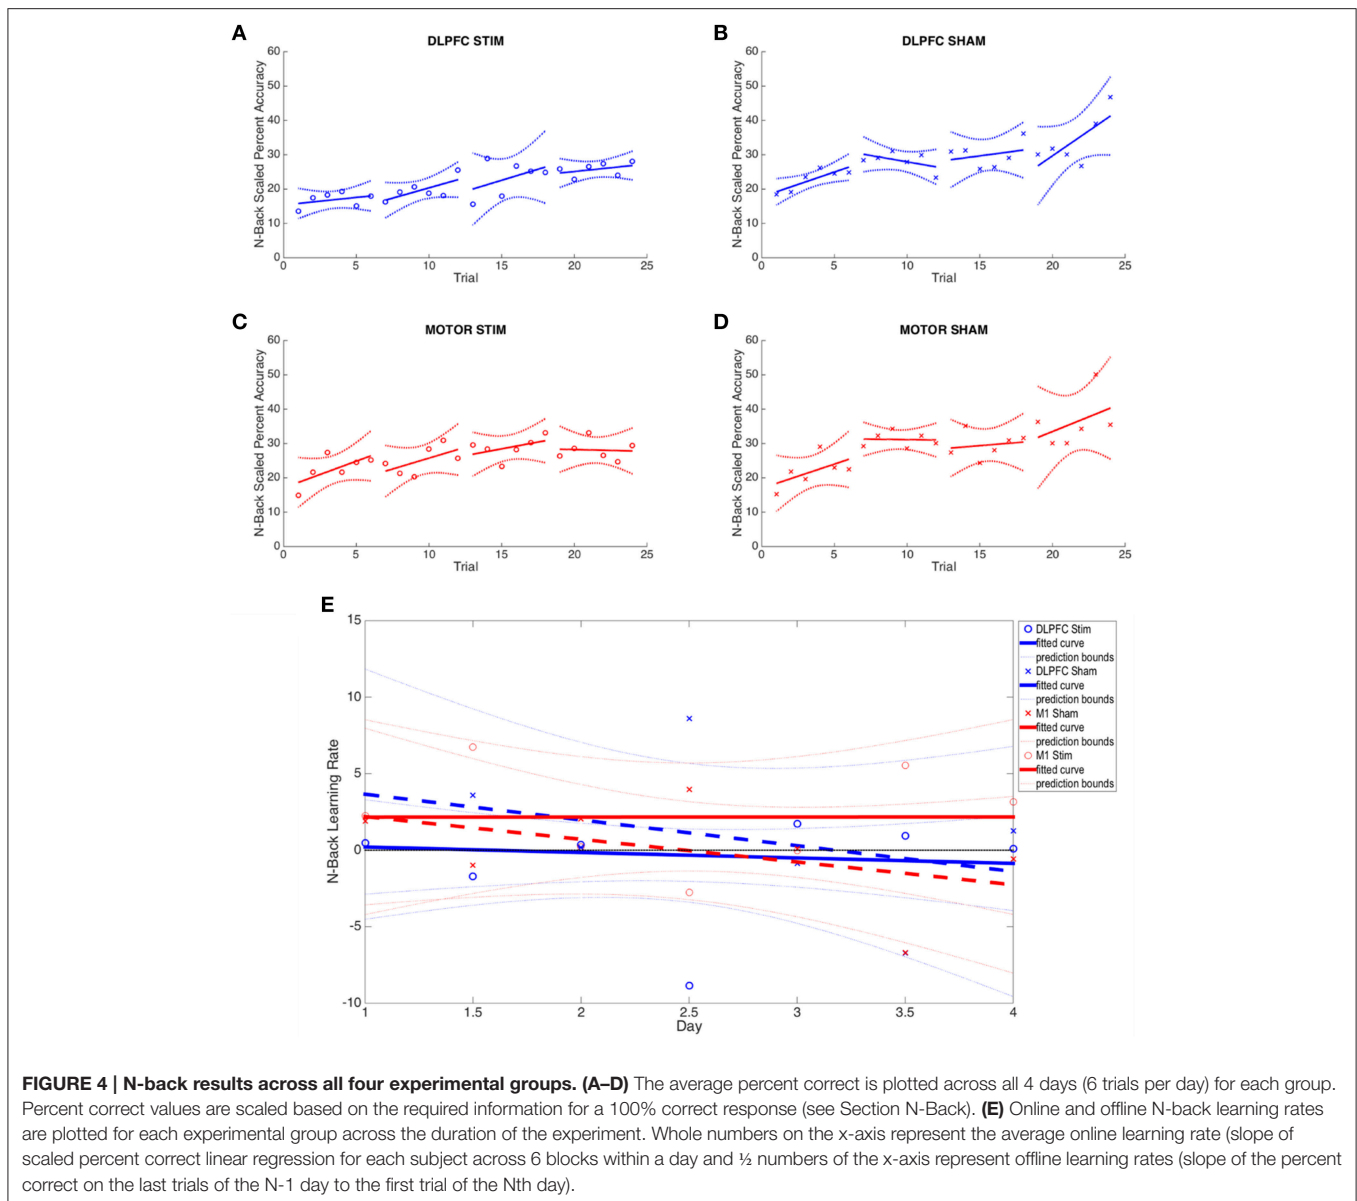 A
DLPFC STIM
N-Back Scaled Percent Accuracy
60
50
40
30
20
10
0
0 5 10 15 20 25
Trial
B
DLPFC SHAM
N-Back Scaled Percent Accuracy
60
50
40
30
20
10
0
0 5 10 15 20 25
Trial
C
MOTOR STIM
N-Back Scaled Percent Accuracy
60
50
40
30
20
10
0
0 5 10 15 20 25
Trial
D
MOTOR SHAM
N-Back Scaled Percent Accuracy
60
50
40
30
20
10
0
0 5 10 15 20 25
Trial
E
N-Back Learning Rate
15
10
5
0
-5
-10
1 1.5 2 2.5 3 3.5 4
Day
DLPFC Stim
fitted curve
prediction bounds
DLPFC Sham
fitted curve
prediction bounds
M1 Sham
fitted curve
prediction bounds
M1 Stim
fitted curve
prediction bounds
FIGURE 4 | N-back results across all four experimental groups. (A–D) The average percent correct is plotted across all 4 days (6 trials per day) for each group.
Percent correct values are scaled based on the required information for a 100% correct response (see Section N-Back). (E) Online and offline N-back learning rates
are plotted for each experimental group across the duration of the experiment. Whole numbers on the x-axis represent the average online learning rate (slope of
scaled percent correct linear regression for each subject across 6 blocks within a day and ½ numbers of the x-axis represent offline learning rates (slope of the percent
correct on the last trials of the N-1 day to the first trial of the Nth day).